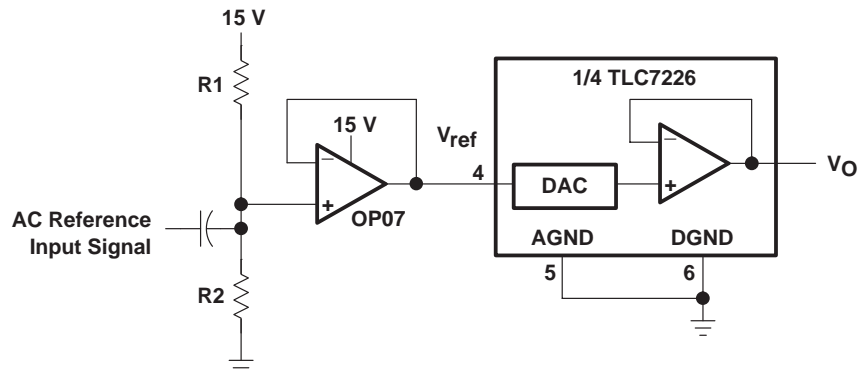 15 V
1/4 TLC7226
R1
15 V
V_ref
−
−
4
DAC
V_O
+
+
OP07
AC Reference
Input Signal
AGND
DGND
R2
5
6